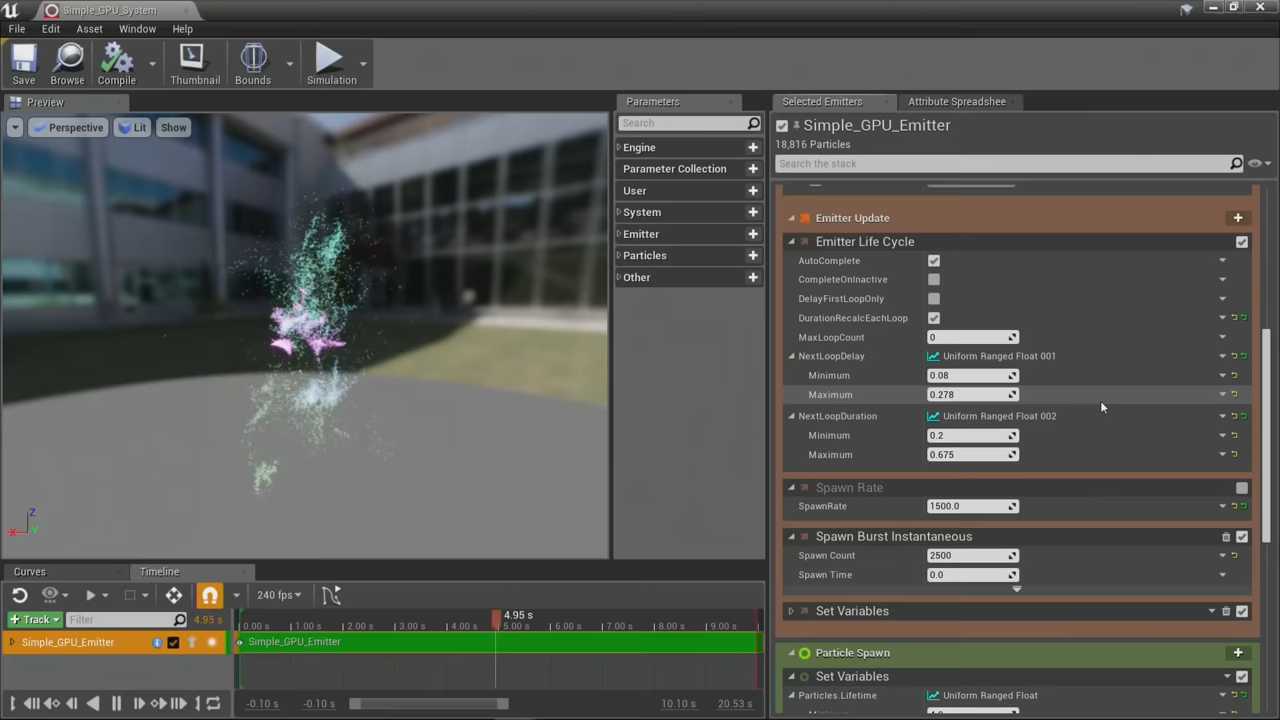 Simple_GPU_System
File Edit Asset Window Help
Save Browse Compile Thumbnail Bounds Simulation
Preview
Perspective Lit Show
Z
X
Y
Parameters
Search
Engine
Parameter Collection
User
System
Emitter
Particles
Other
Selected Emitters Attribute Spreadshee
Simple_GPU_Emitter
18,816 Particles
Search the stack
Emitter Update
Emitter Life Cycle
AutoComplete
CompleteOnInactive
DelayFirstLoopOnly
DurationRecalcEachLoop
MaxLoopCount 0
NextLoopDelay Uniform Ranged Float 001
Minimum 0.08
Maximum 0.278
NextLoopDuration Uniform Ranged Float 002
Minimum 0.2
Maximum 0.675
Spawn Rate
SpawnRate 1500.0
Spawn Burst Instantaneous
Spawn Count 2500
Spawn Time 0.0
Set Variables
Particle Spawn
Set Variables
Particles.Lifetime Uniform Ranged Float
Curves Timeline
240 fps
4.95 s
+ Track Filter 4.95 s
0.00 s 1.00 s 2.00 s 3.00 s 4.00 s 5.00 s 6.00 s 7.00 s 8.00 s 9.00 s
Simple_GPU_Emitter Simple_GPU_Emitter
-0.10 s -0.10 s 10.10 s 20.53 s